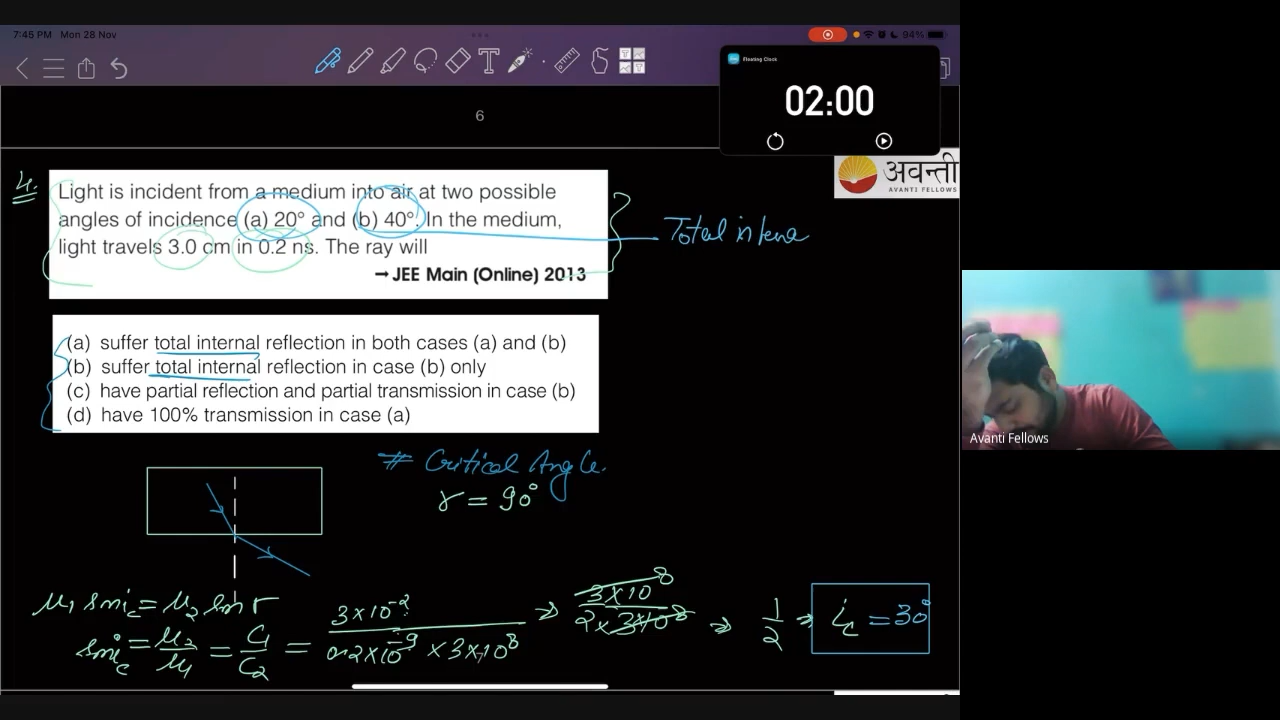 7:45 PM Mon 28 Nov
94%
Floating Clock
02:00
6
अवन्ती
AVANTI FELLOWS
4.
Light is incident from a medium into air at two possible
angles of incidence (a) 20° and (b) 40°. In the medium,
light travels 3.0 cm in 0.2 ns. The ray will
→ JEE Main (Online) 2013
Total interna
(a) suffer total internal reflection in both cases (a) and (b)
(b) suffer total internal reflection in case (b) only
(c) have partial reflection and partial transmission in case (b)
(d) have 100% transmission in case (a)
# Critical Angle.
r = 90°
μ₁ sin i_c = μ₂ sin r
sin i_c = μ₂/μ₁ = C₁/C₂ = 3×10⁻²/0.2×10⁻⁹ × 3×10⁸ ⇒ 3×10⁸/2×3×10⁸ ⇒ 1/2 ⇒ i_c = 30°
Avanti Fellows